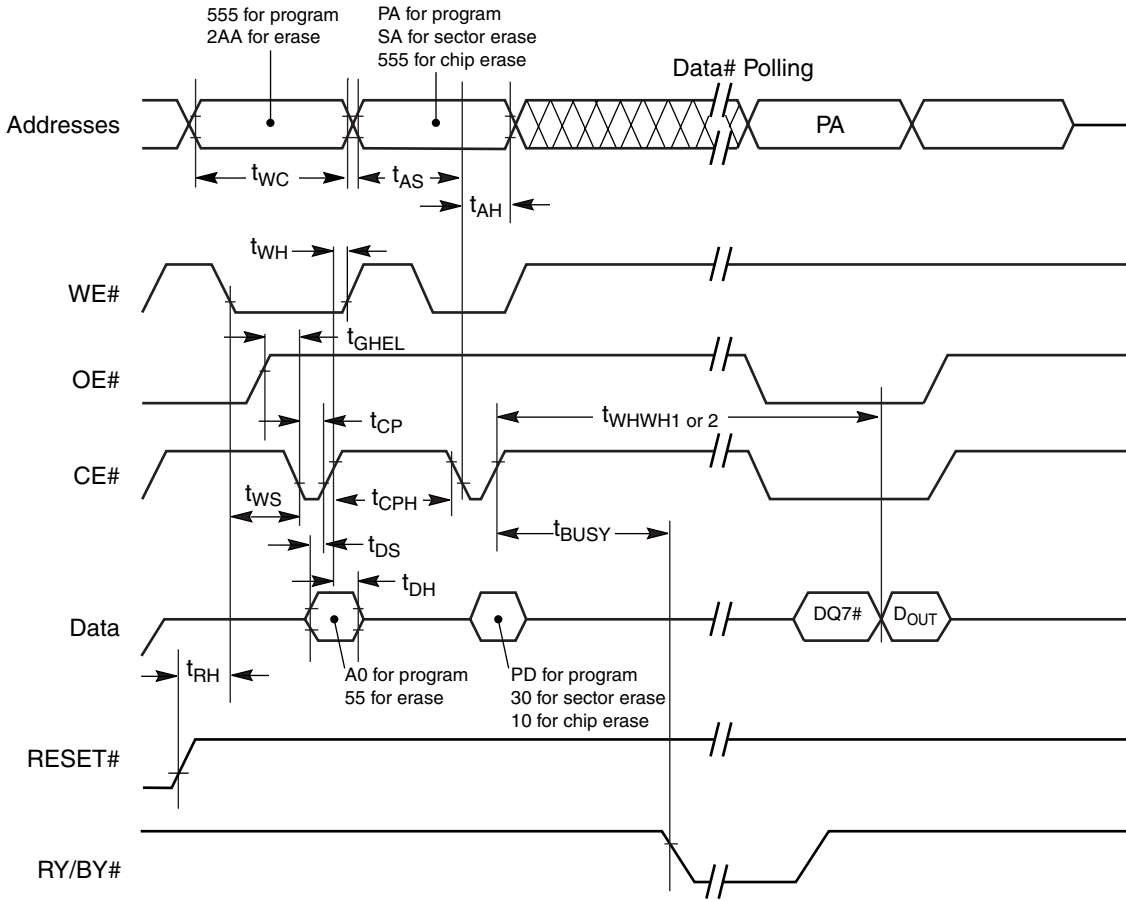 555 for program
2AA for erase
PA for program
SA for sector erase
555 for chip erase
Data# Polling
Addresses
PA
tWC
tAS
tAH
tWH
WE#
tGHEL
OE#
tCP
tWHWH1 or 2
CE#
tWS
tCPH
tBUSY
tDS
tDH
Data
DQ7#
DOUT
tRH
A0 for program
55 for erase
PD for program
30 for sector erase
10 for chip erase
RESET#
RY/BY#